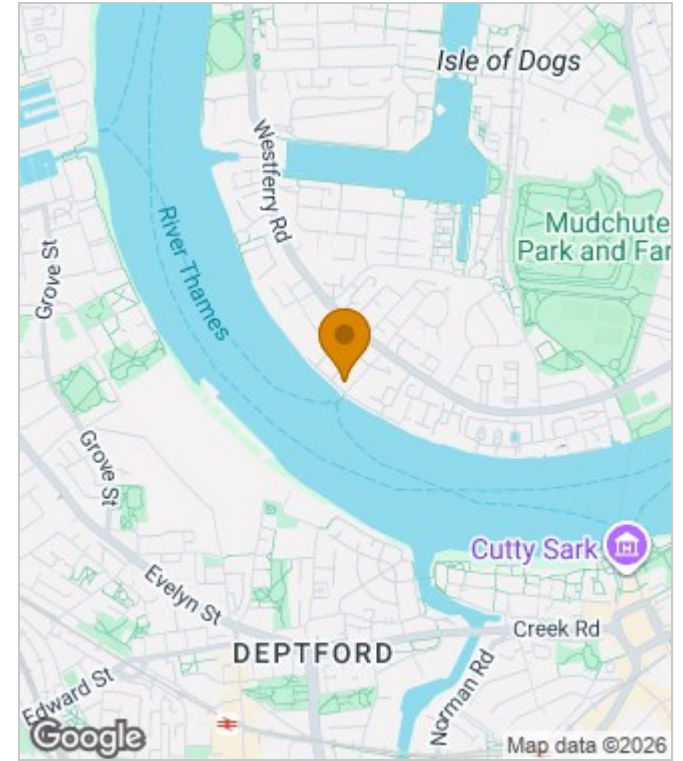 Isle of Dogs
Westferry Rd
Mudchute
Park and Far
River Thames
Grove St
Grove St
Cutty Sark
Evelyn St
Creek Rd
DEPTFORD
Edward St
Norman Rd
Google
Map data ©2026